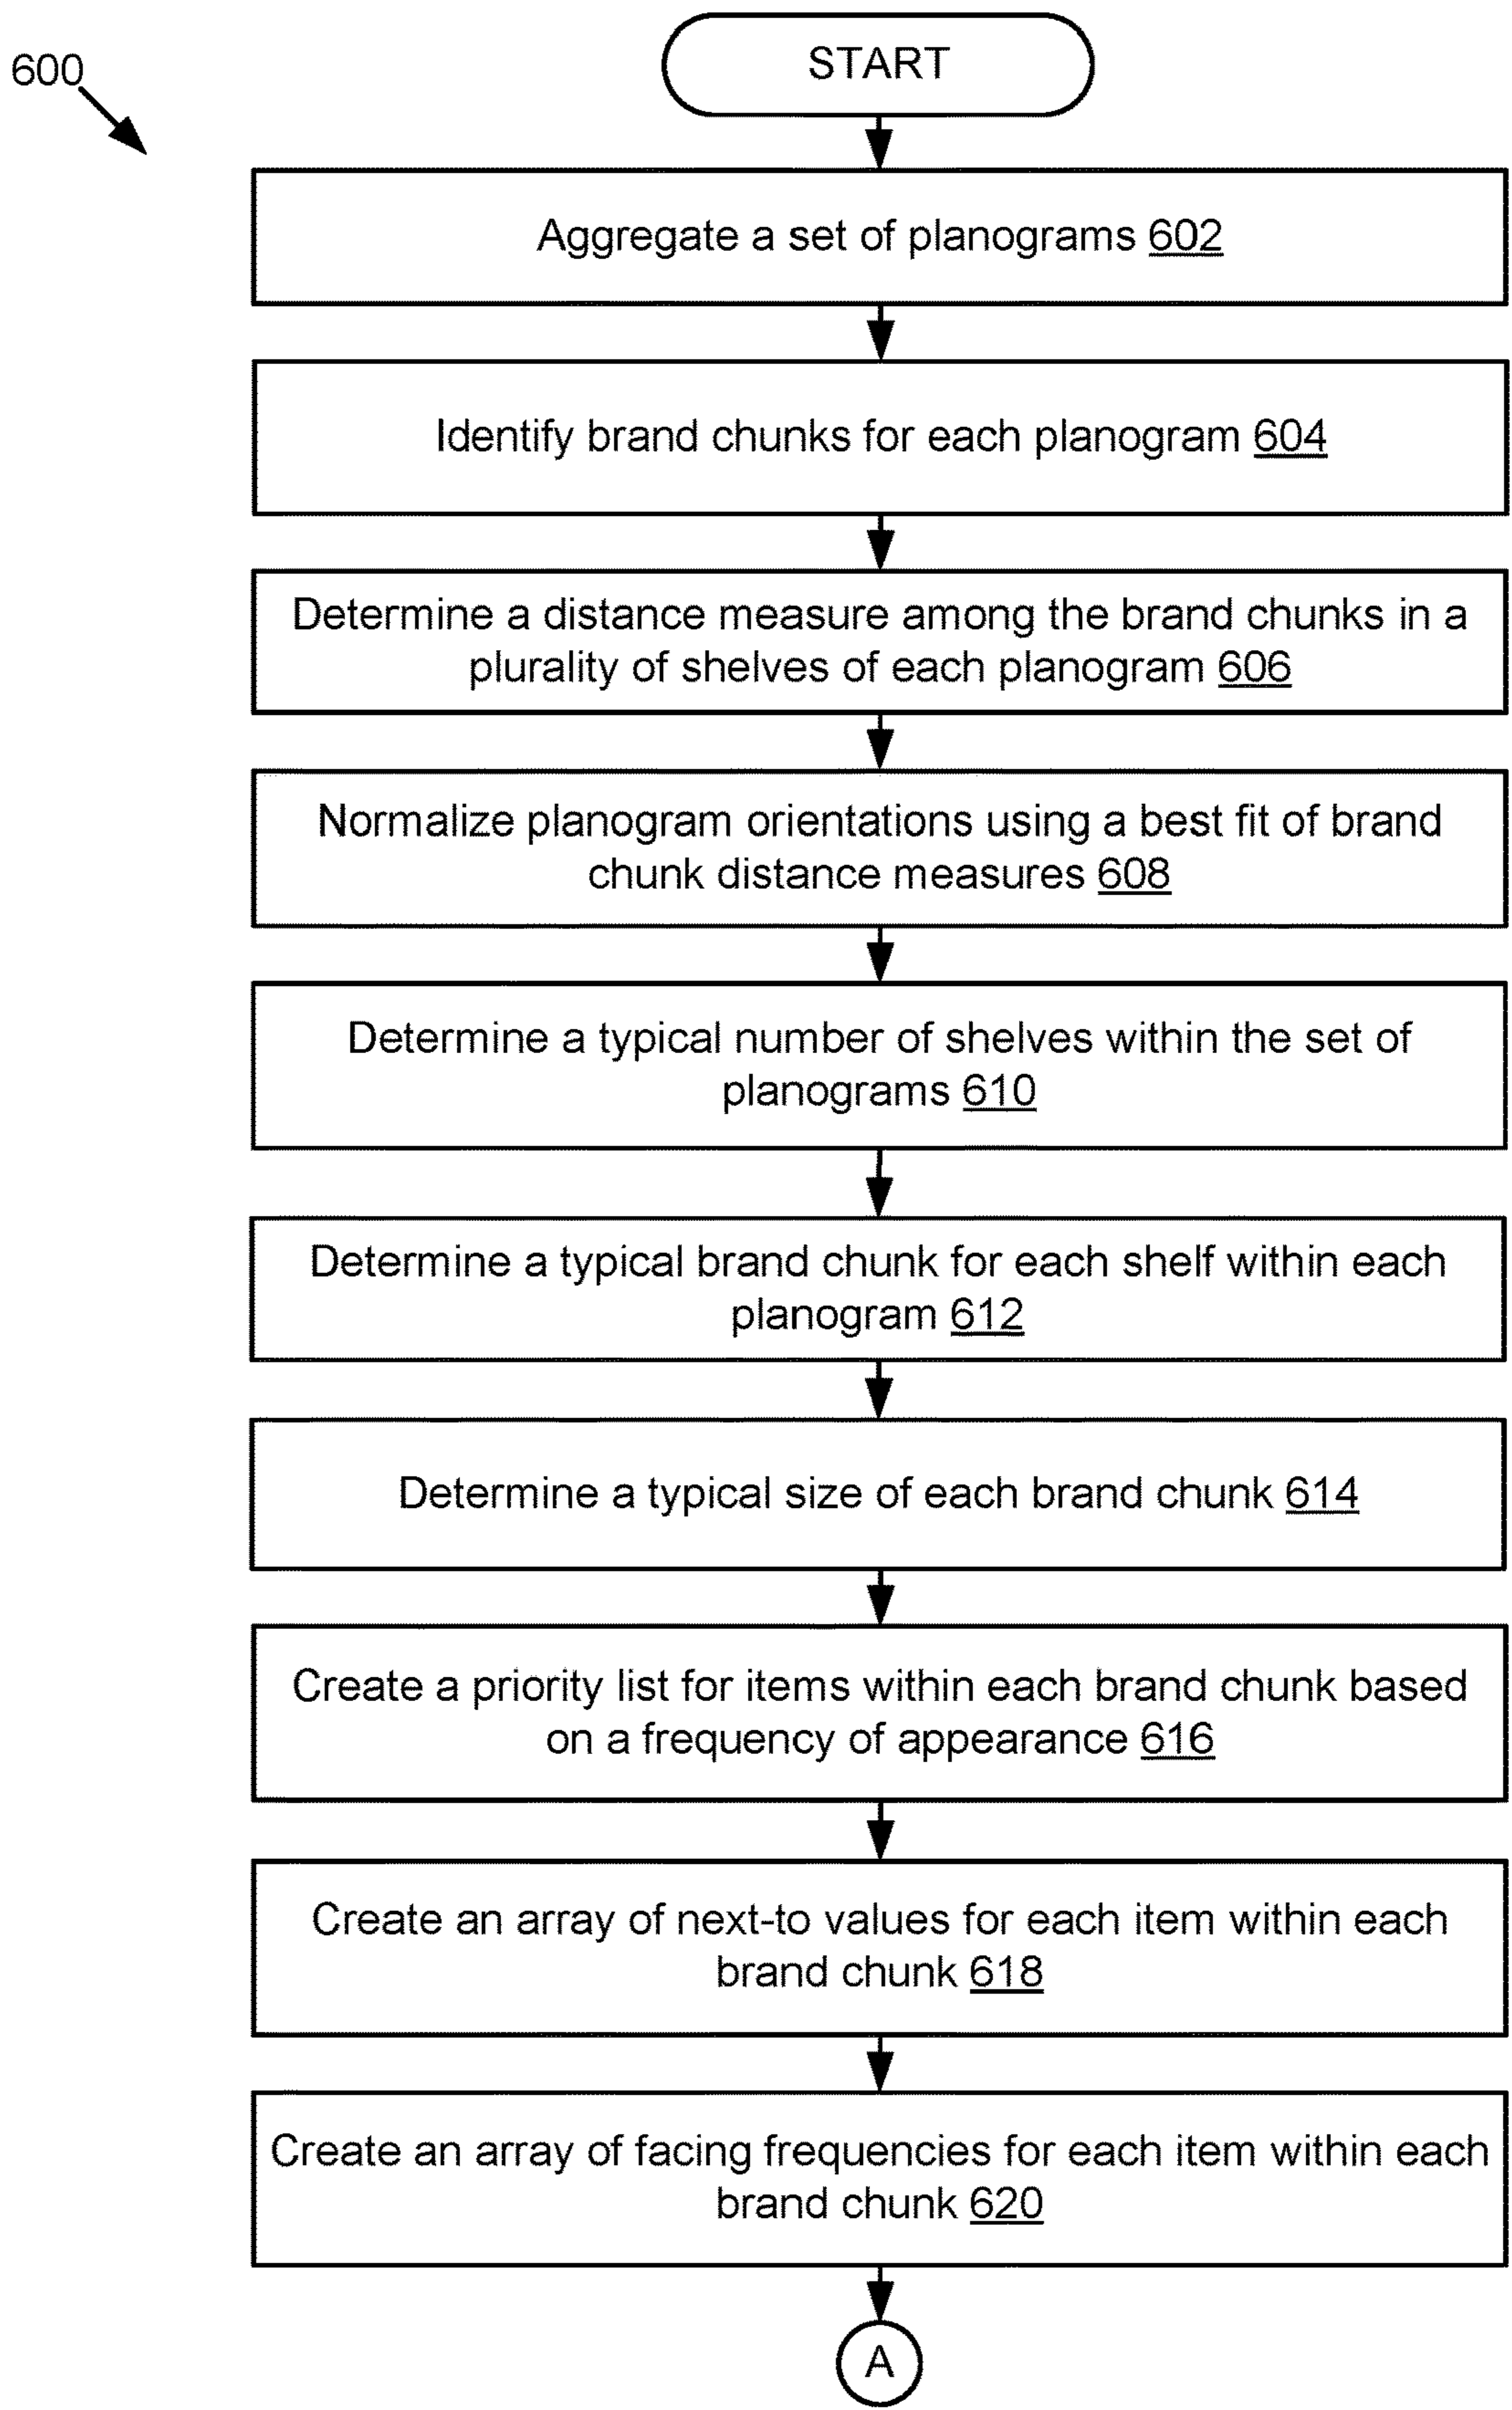 600
START
Aggregate a set of planograms 602
Identify brand chunks for each planogram 604
Determine a distance measure among the brand chunks in a
plurality of shelves of each planogram 606
Normalize planogram orientations using a best fit of brand
chunk distance measures 608
Determine a typical number of shelves within the set of
planograms 610
Determine a typical brand chunk for each shelf within each
planogram 612
Determine a typical size of each brand chunk 614
Create a priority list for items within each brand chunk based
on a frequency of appearance 616
Create an array of next-to values for each item within each
brand chunk 618
Create an array of facing frequencies for each item within each
brand chunk 620
A